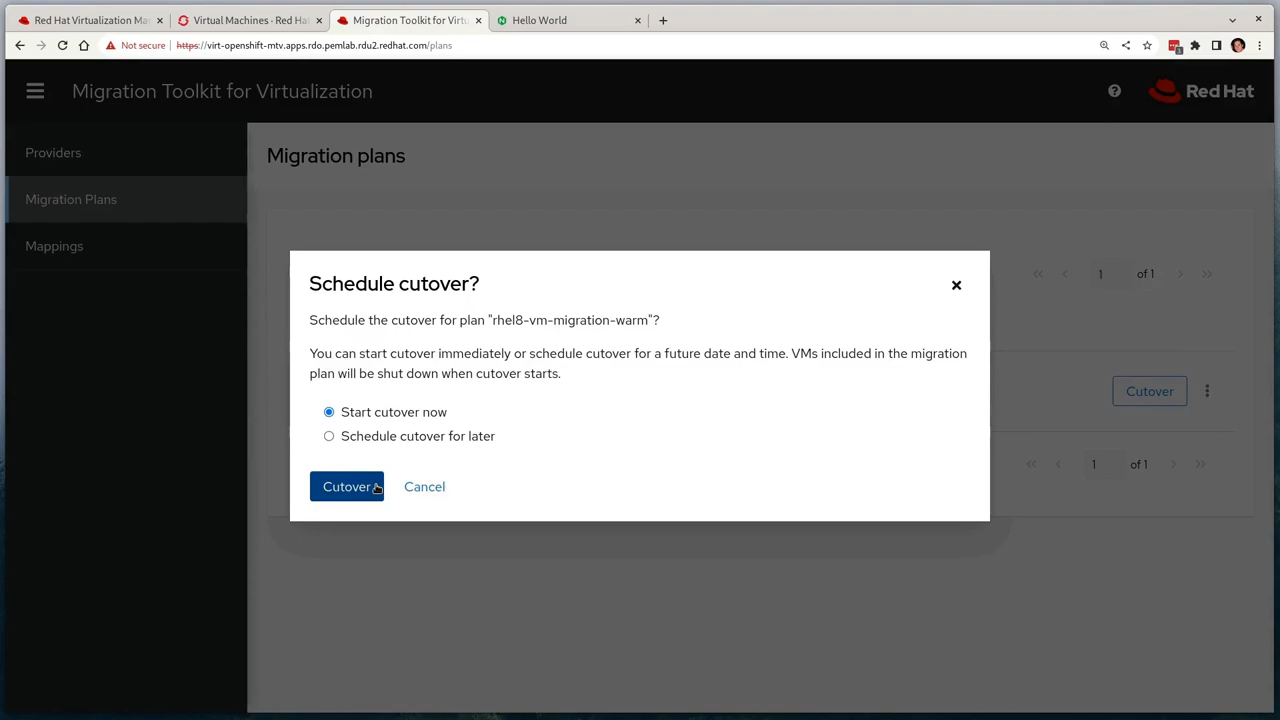 Red Hat Virtualization Ma
Virtual Machines - Red Ha
Migration Toolkit for Virtu
Hello World
Not secure
https://virt-openshift-mtv.apps.rdo.pemlab.rdu2.redhat.com/plans
Migration Toolkit for Virtualization
Red Hat
Providers
Migration Plans
Mappings
Migration plans
1 of 1
Schedule cutover?
Schedule the cutover for plan "rhel8-vm-migration-warm"?
You can start cutover immediately or schedule cutover for a future date and time. VMs included in the migration
plan will be shut down when cutover starts.
Start cutover now
Schedule cutover for later
Cutover
Cancel
Cutover
1 of 1